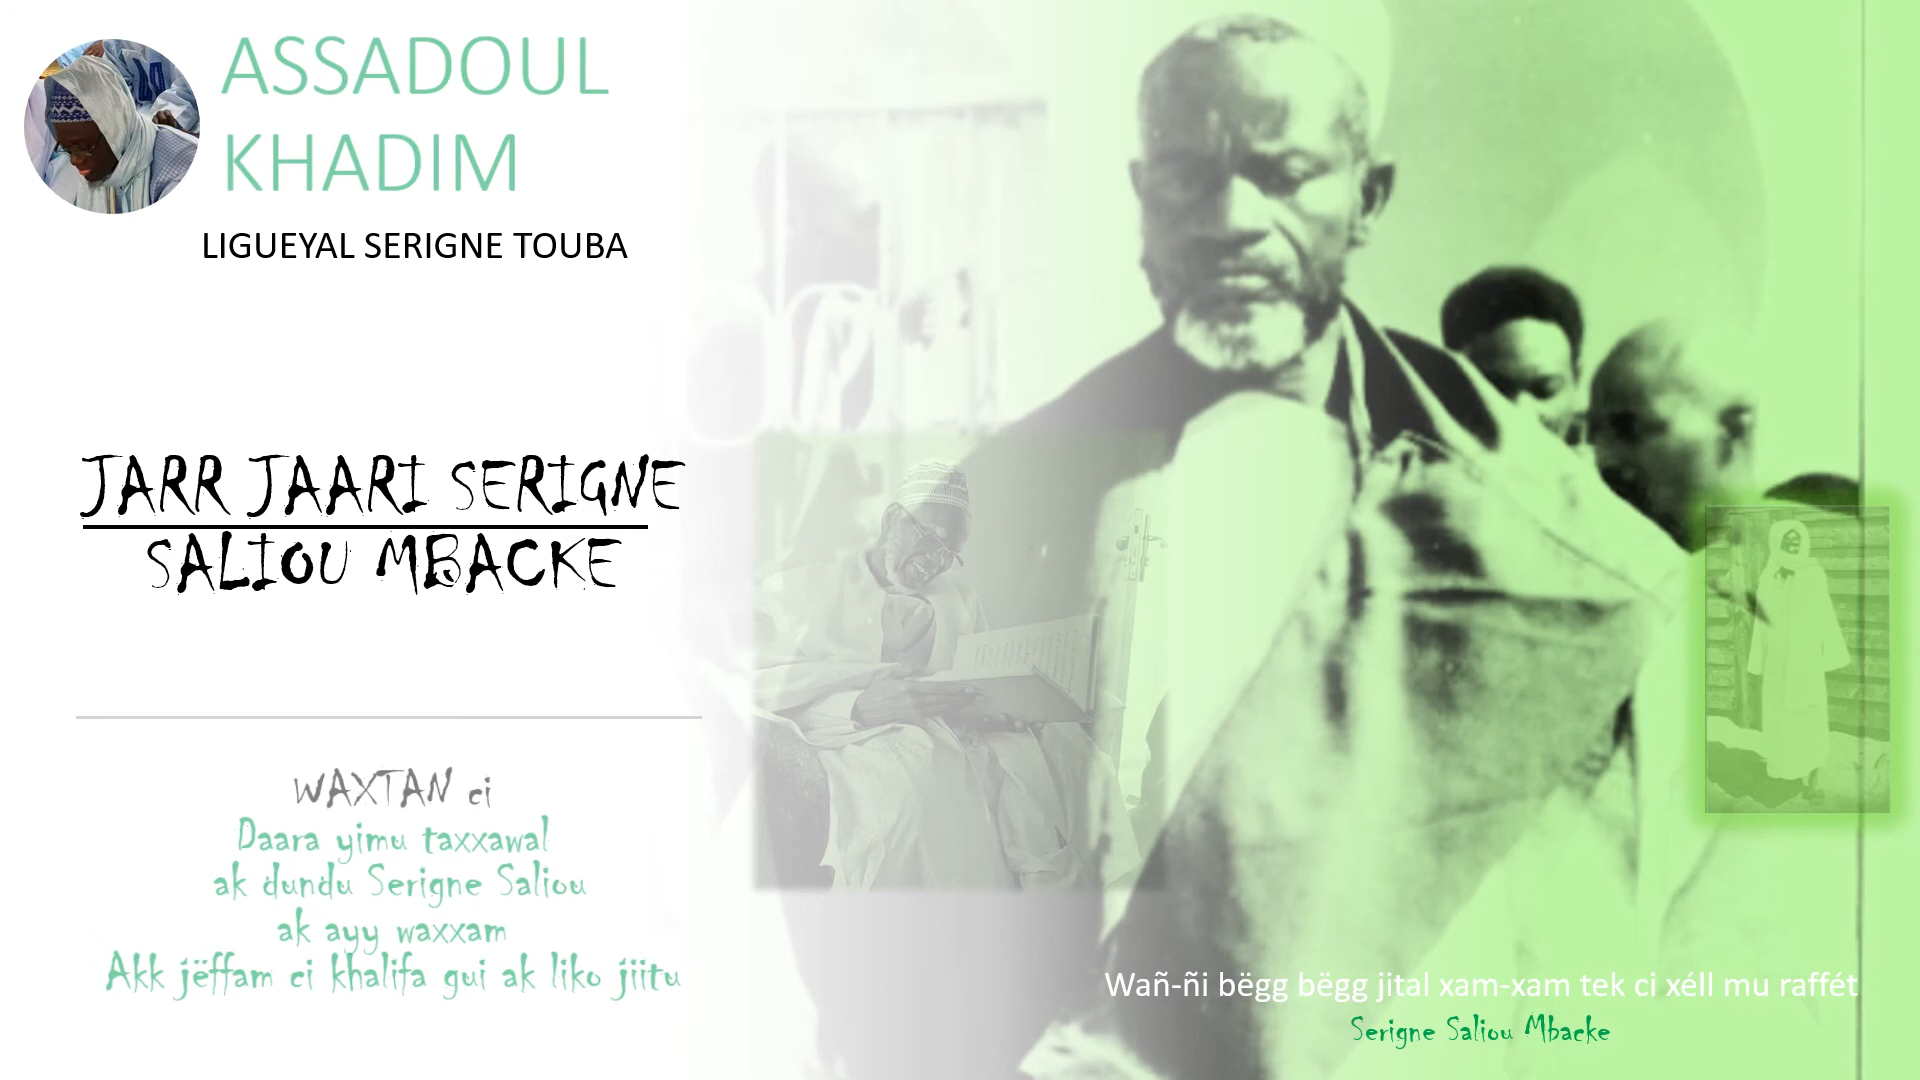 ASSADOUL
KHADIM
LIGUEYAL SERIGNE TOUBA
JARR JAARI SERIGNE
SALIOU MBACKE
WAXTAN ci
Daara yimu taxxawal
ak dundu Serigne Saliou
ak ayy waxxam
Akk jëffam ci khalifa gui ak liko jiitu
Wañ-ñi bëgg bëgg jital xam-xam tek ci xéll mu raffét
Serigne Saliou Mbacke